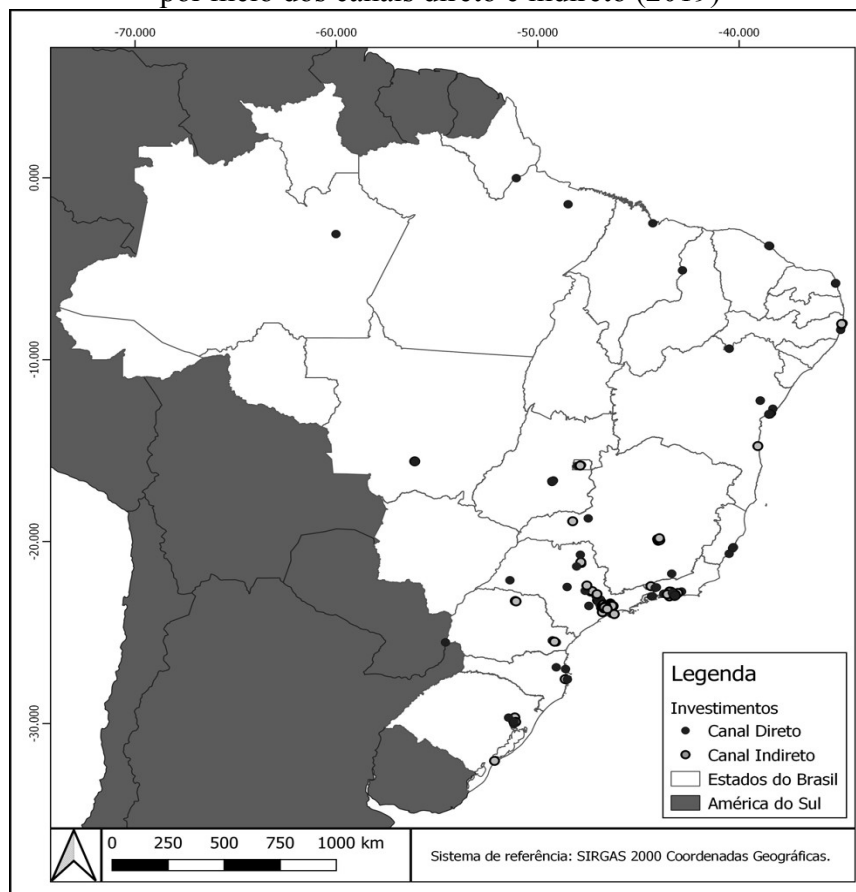 por meio dos canais direto e indireto (2019)
-70.000 -60.000 -50.000 -40.000
0.000
-10.000
-20.000
-30.000
Legenda
Investimentos
Canal Direto
Canal Indireto
Estados do Brasil
América do Sul
0 250 500 750 1000 km
Sistema de referência: SIRGAS 2000 Coordenadas Geográficas.